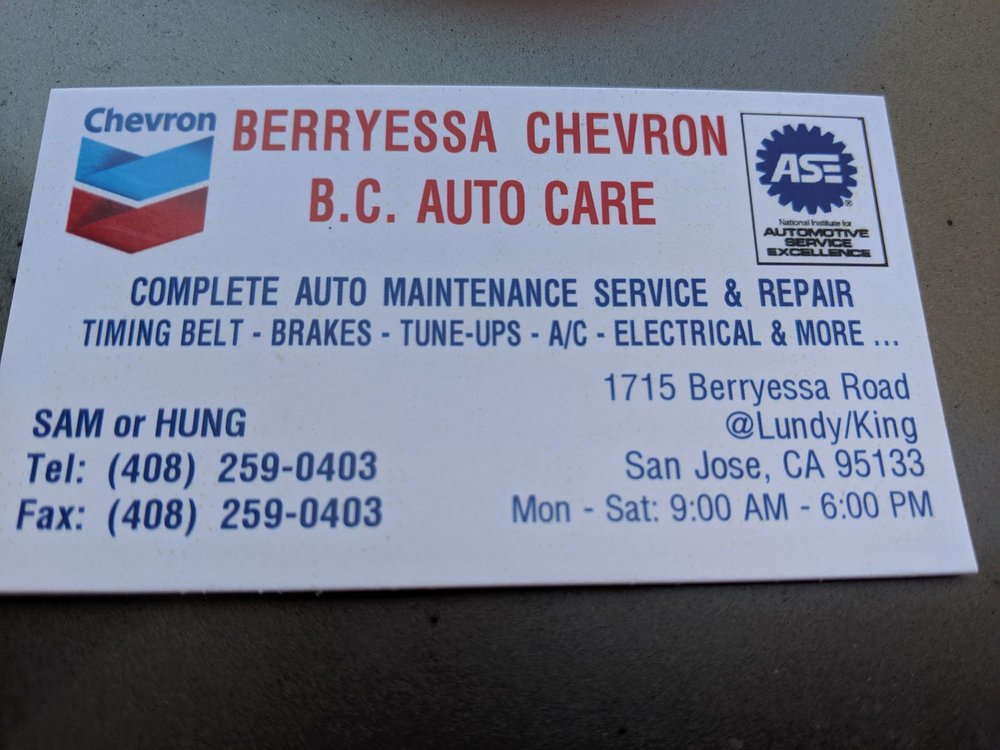 Chevron
BERRYESSA CHEVRON
B.C. AUTO CARE
ASE
®
National Institute for
AUTOMOTIVE
SERVICE
EXCELLENCE
COMPLETE AUTO MAINTENANCE SERVICE & REPAIR
TIMING BELT - BRAKES - TUNE-UPS - A/C - ELECTRICAL & MORE ...
SAM or HUNG
Tel: (408) 259-0403
Fax: (408) 259-0403
1715 Berryessa Road
@Lundy/King
San Jose, CA 95133
Mon - Sat: 9:00 AM - 6:00 PM